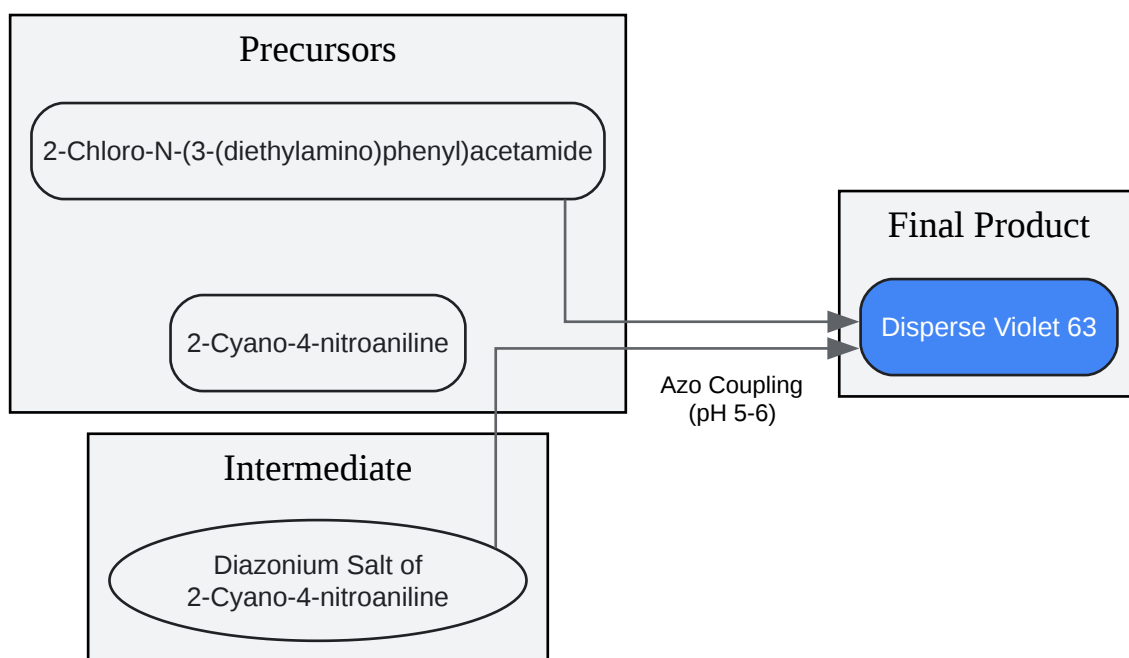 Precursors
2-Chloro-N-(3-(diethylamino)phenyl)acetamide
2-Cyano-4-nitroaniline
Intermediate
Diazonium Salt of
2-Cyano-4-nitroaniline
Azo Coupling
(pH 5-6)
Final Product
Disperse Violet 63